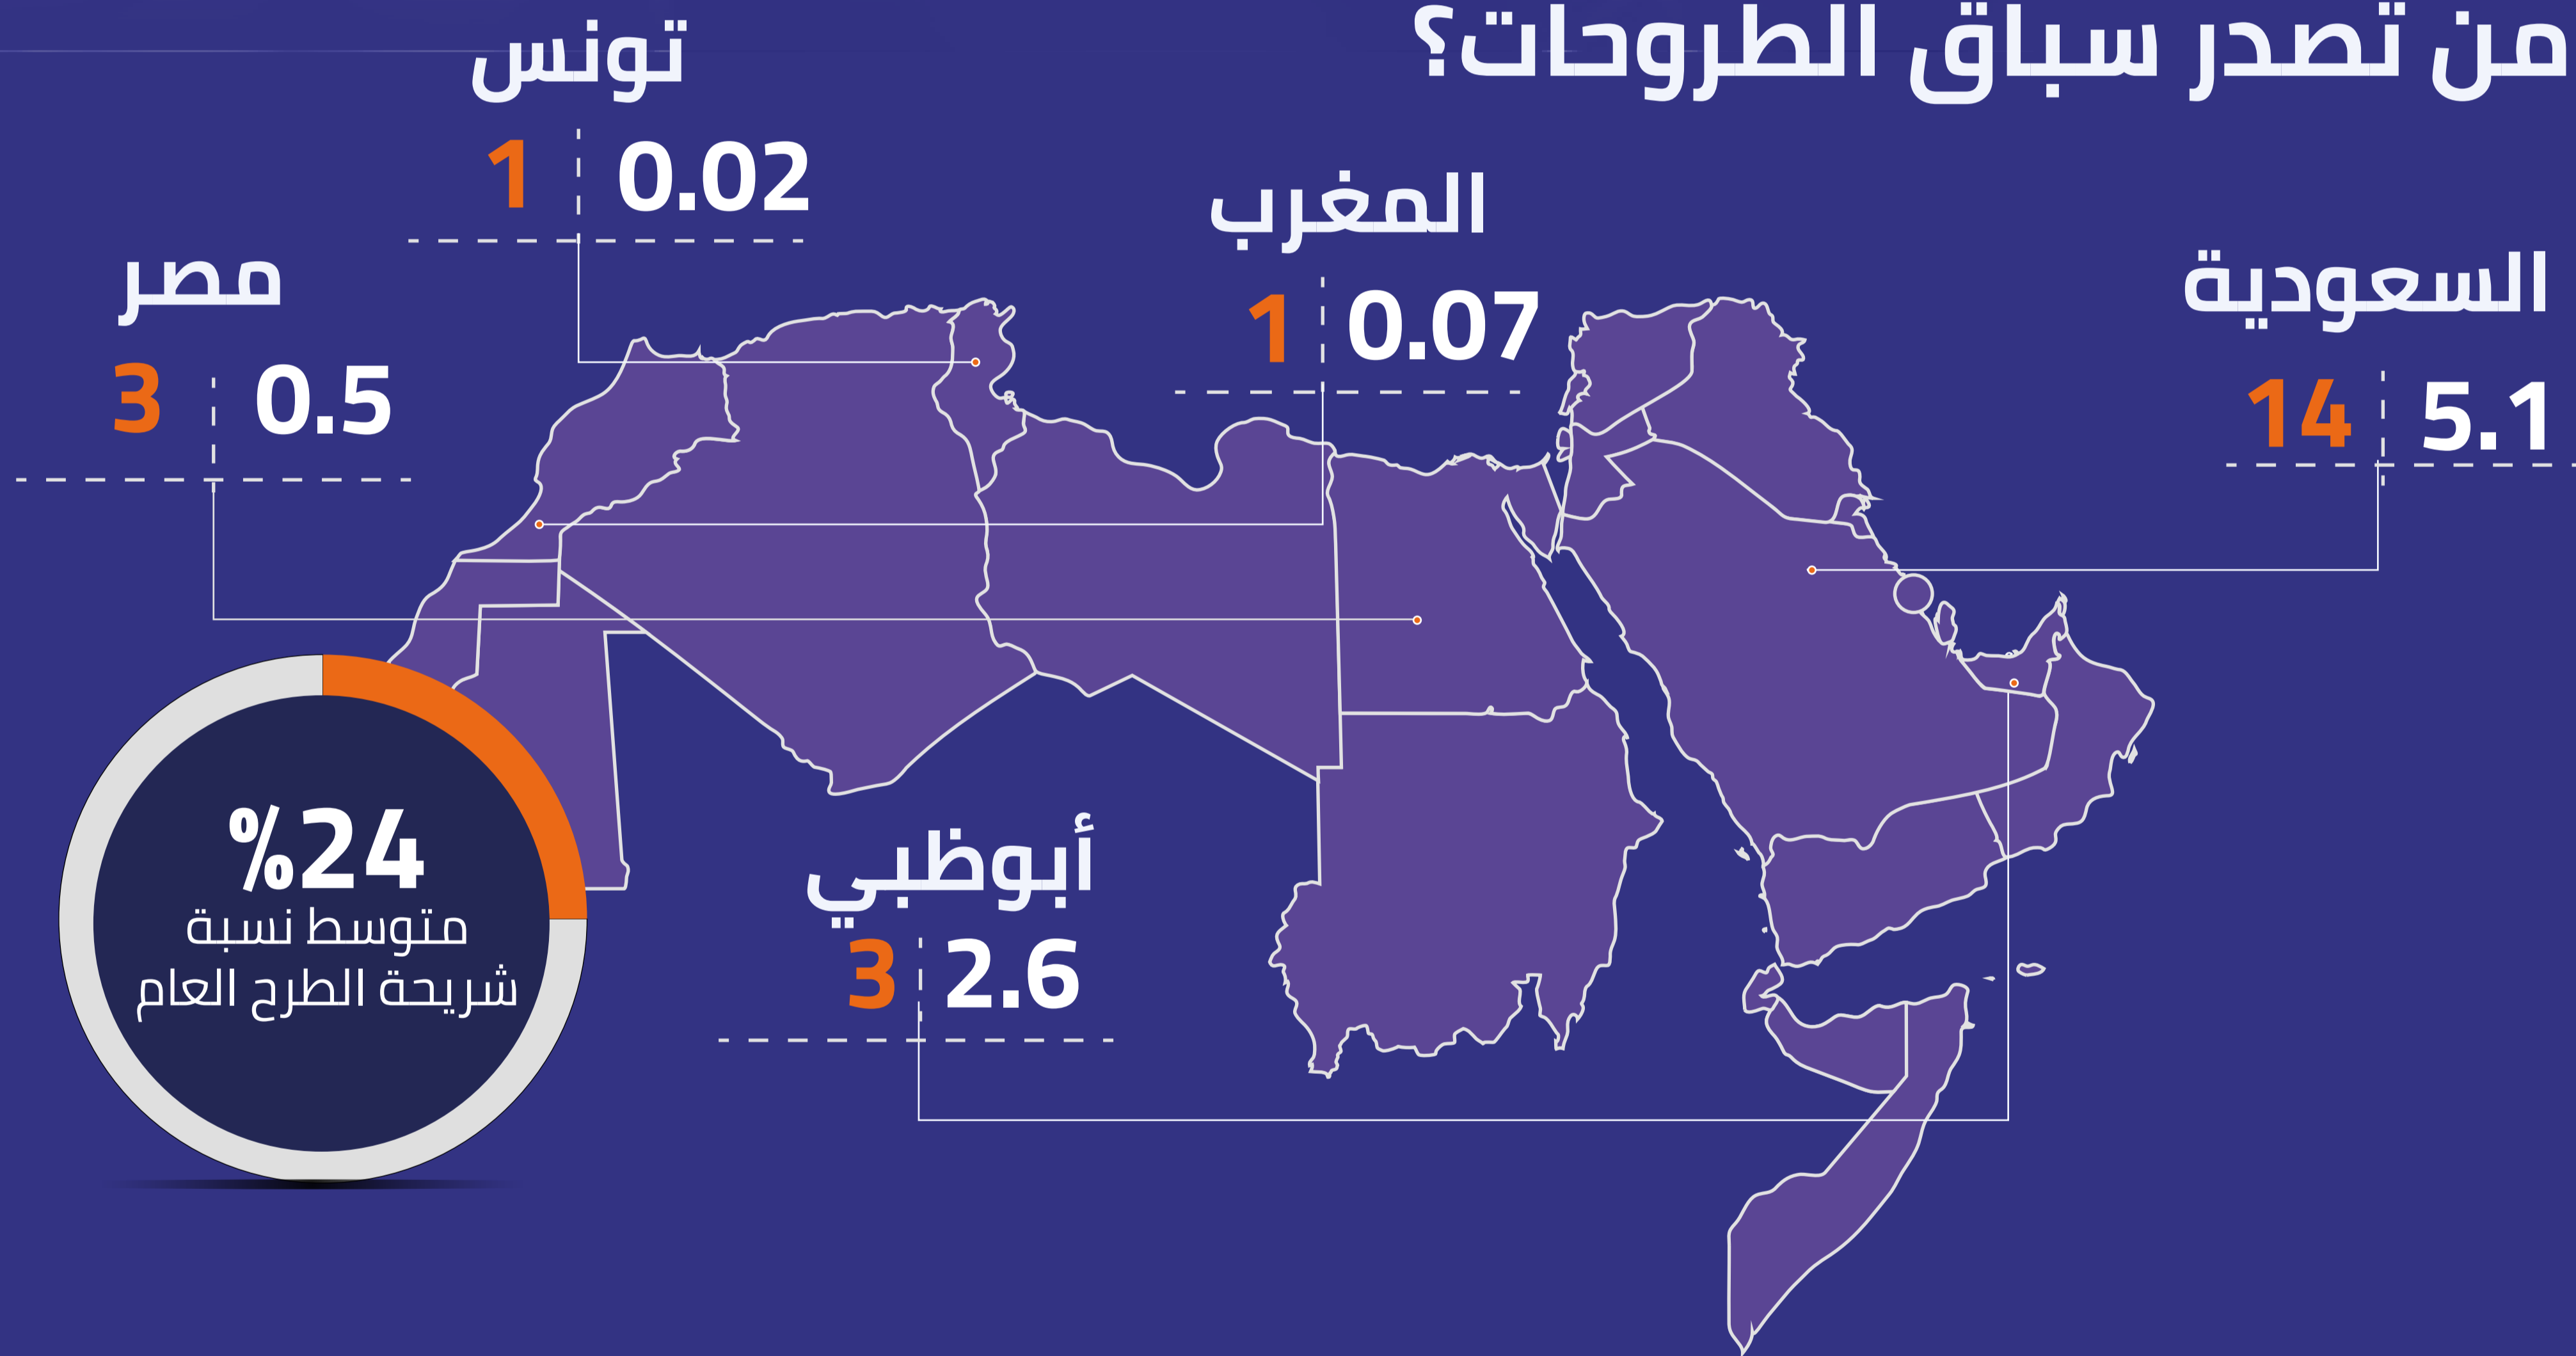 من تصدر سباق الطروحات؟
السعودية
5.1 14
المغرب
0.07 1
تونس
0.02 1
مصر
0.5 3
أبوظبي
2.6 3
%24
متوسط نسبة
شريحة الطرح العام